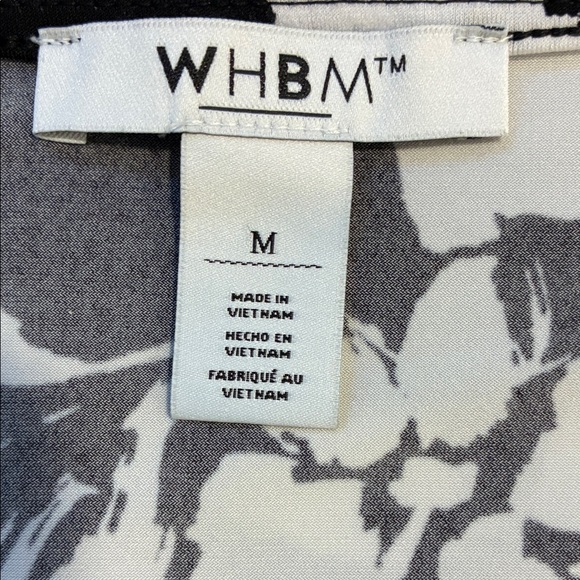 WHBM™
M
MADE IN
VIETNAM
HECHO EN
VIETNAM
FABRIQUÉ AU
VIETNAM